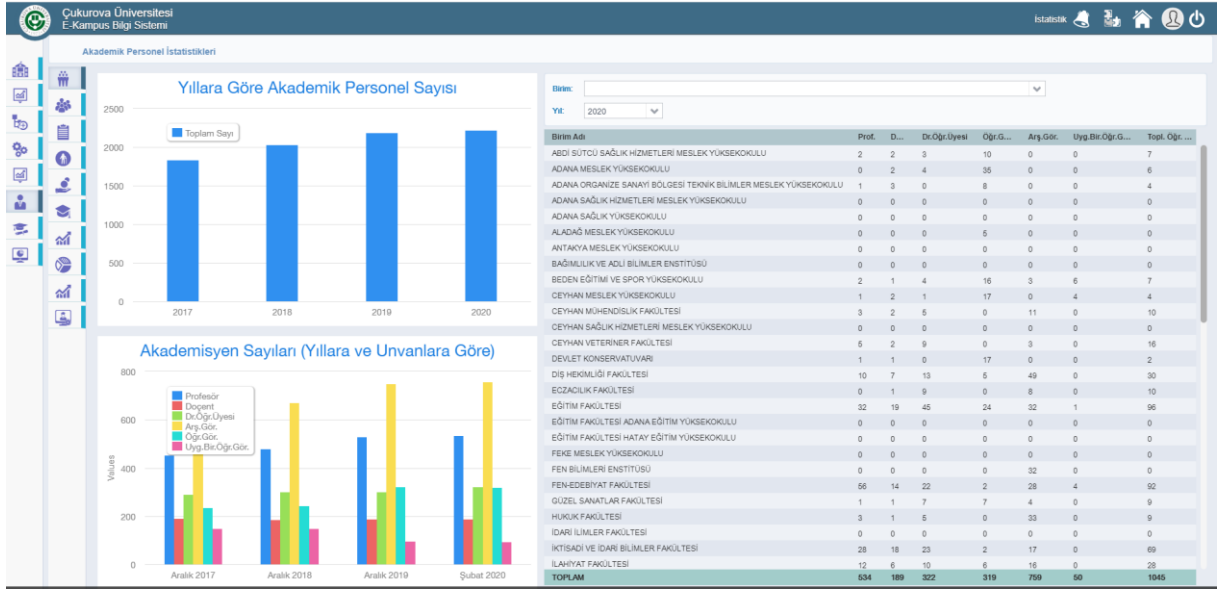 Çukurova Üniversitesi
E-Kampus Bilgi Sistemi
İstatistik
Akademik Personel İstatistikleri
Yıllara Göre Akademik Personel Sayısı
2500
2000
1500
1000
500
0
Toplam Sayı
2017 2018 2019 2020
Akademisyen Sayıları (Yıllara ve Unvanlara Göre)
800
600
400
200
0
Values
Profesör
Doçent
Dr.Öğr.Üyesi
Arş.Gör.
Öğr.Gör.
Uyg.Bir.Öğr.Gör.
Aralık 2017 Aralık 2018 Aralık 2019 Şubat 2020
Birim:
Yıl: 2020
Birim Adı Prof. D... Dr.Öğr.Üyesi Öğr.G... Arş.Gör. Uyg.Bir.Öğr.G... Topl. Öğr. ...
ABDİ SÜTCÜ SAĞLIK HİZMETLERİ MESLEK YÜKSEKOKULU 2 2 3 10 0 0 7
ADANA MESLEK YÜKSEKOKULU 0 2 4 35 0 0 6
ADANA ORGANİZE SANAYİ BÖLGESİ TEKNİK BİLİMLER MESLEK YÜKSEKOKULU 1 3 0 8 0 0 4
ADANA SAĞLIK HİZMETLERİ MESLEK YÜKSEKOKULU 0 0 0 0 0 0 0
ADANA SAĞLIK YÜKSEKOKULU 0 0 0 0 0 0 0
ALADAĞ MESLEK YÜKSEKOKULU 0 0 0 5 0 0 0
ANTAKYA MESLEK YÜKSEKOKULU 0 0 0 0 0 0 0
BAĞIMLILIK VE ADLİ BİLİMLER ENSTİTÜSÜ 0 0 0 0 0 0 0
BEDEN EĞİTİMİ VE SPOR YÜKSEKOKULU 2 1 4 16 3 6 7
CEYHAN MESLEK YÜKSEKOKULU 1 2 1 17 0 4 4
CEYHAN MÜHENDİSLİK FAKÜLTESİ 3 2 5 0 11 0 10
CEYHAN SAĞLIK HİZMETLERİ MESLEK YÜKSEKOKULU 0 0 0 0 0 0 0
CEYHAN VETERİNER FAKÜLTESİ 5 2 9 0 3 0 16
DEVLET KONSERVATUVARI 1 1 0 17 0 0 2
DİŞ HEKİMLİĞİ FAKÜLTESİ 10 7 13 5 49 0 30
ECZACILIK FAKÜLTESİ 0 1 9 0 8 0 10
EĞİTİM FAKÜLTESİ 32 19 45 24 32 1 96
EĞİTİM FAKÜLTESİ ADANA EĞİTİM YÜKSEKOKULU 0 0 0 0 0 0 0
EĞİTİM FAKÜLTESİ HATAY EĞİTİM YÜKSEKOKULU 0 0 0 0 0 0 0
FEKE MESLEK YÜKSEKOKULU 0 0 0 0 0 0 0
FEN BİLİMLERİ ENSTİTÜSÜ 0 0 0 0 32 0 0
FEN-EDEBİYAT FAKÜLTESİ 56 14 22 2 28 4 92
GÜZEL SANATLAR FAKÜLTESİ 1 1 7 7 4 0 9
HUKUK FAKÜLTESİ 3 1 5 0 33 0 9
İDARİ İLİMLER FAKÜLTESİ 0 0 0 0 0 0 0
İKTİSADİ VE İDARİ BİLİMLER FAKÜLTESİ 28 18 23 2 17 0 69
İLAHİYAT FAKÜLTESİ 12 6 10 6 16 0 28
TOPLAM 534 189 322 319 759 50 1045